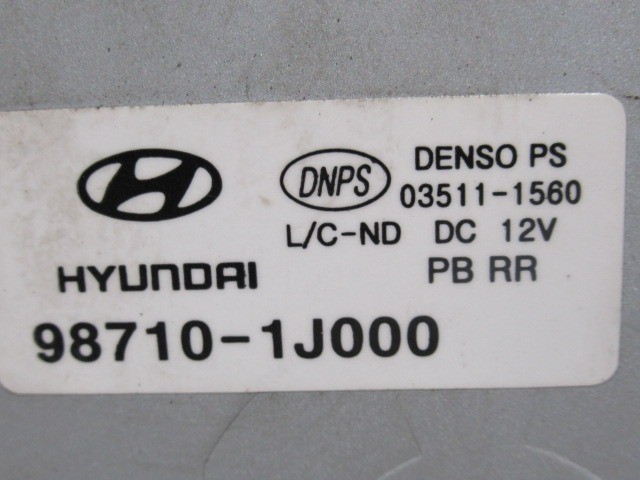 DNPS DENSO PS
03511-1560
L/C-ND DC 12V
HYUNDAI PB RR
98710-1J000